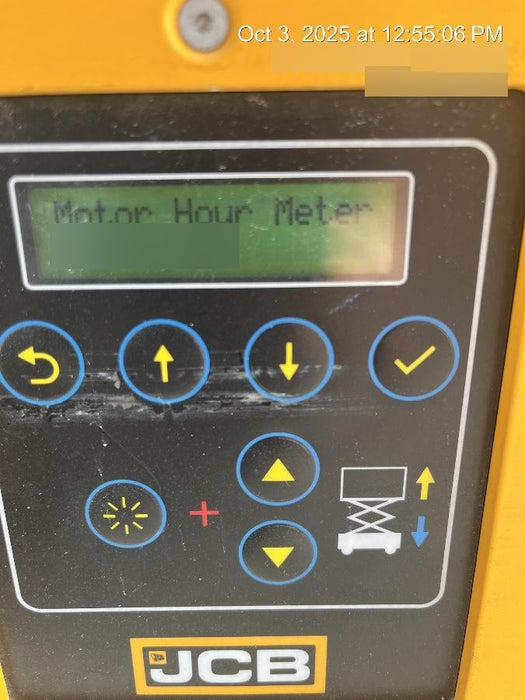 Oct 3, 2025 at 12:55:06 PM
Motor Hour Meter
JCB